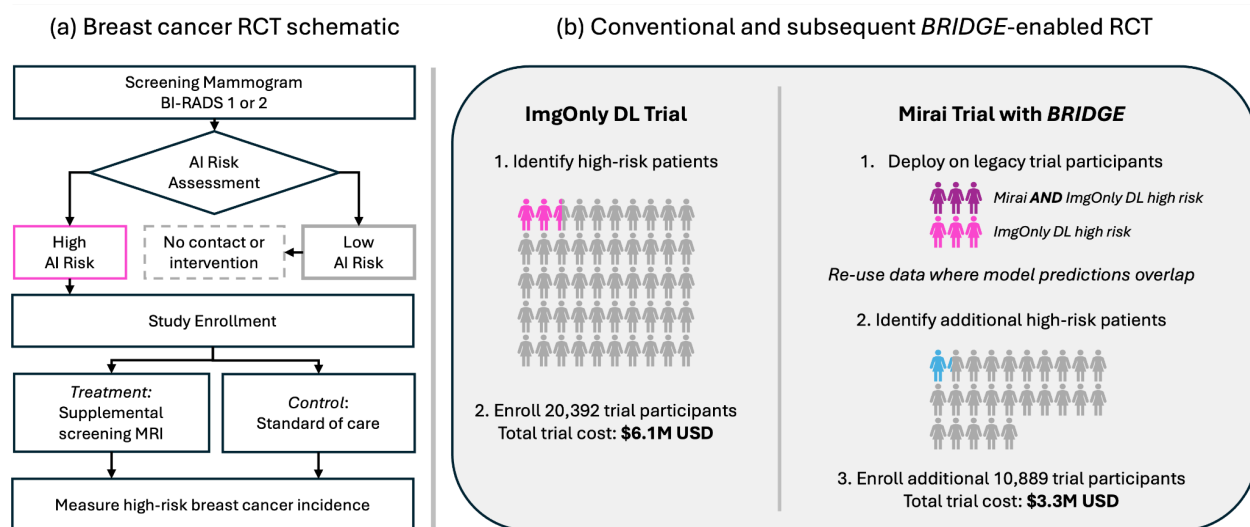 (a) Breast cancer RCT schematic
Screening Mammogram
BI-RADS 1 or 2
AI Risk
Assessment
High
AI Risk
No contact or
intervention
Low
AI Risk
Study Enrollment
Treatment:
Supplemental
screening MRI
Control:
Standard of care
Measure high-risk breast cancer incidence
(b) Conventional and subsequent BRIDGE-enabled RCT
ImgOnly DL Trial
1. Identify high-risk patients
2. Enroll 20,392 trial participants
Total trial cost: $6.1M USD
Mirai Trial with BRIDGE
1. Deploy on legacy trial participants
Mirai AND ImgOnly DL high risk
ImgOnly DL high risk
Re-use data where model predictions overlap
2. Identify additional high-risk patients
3. Enroll additional 10,889 trial participants
Total trial cost: $3.3M USD